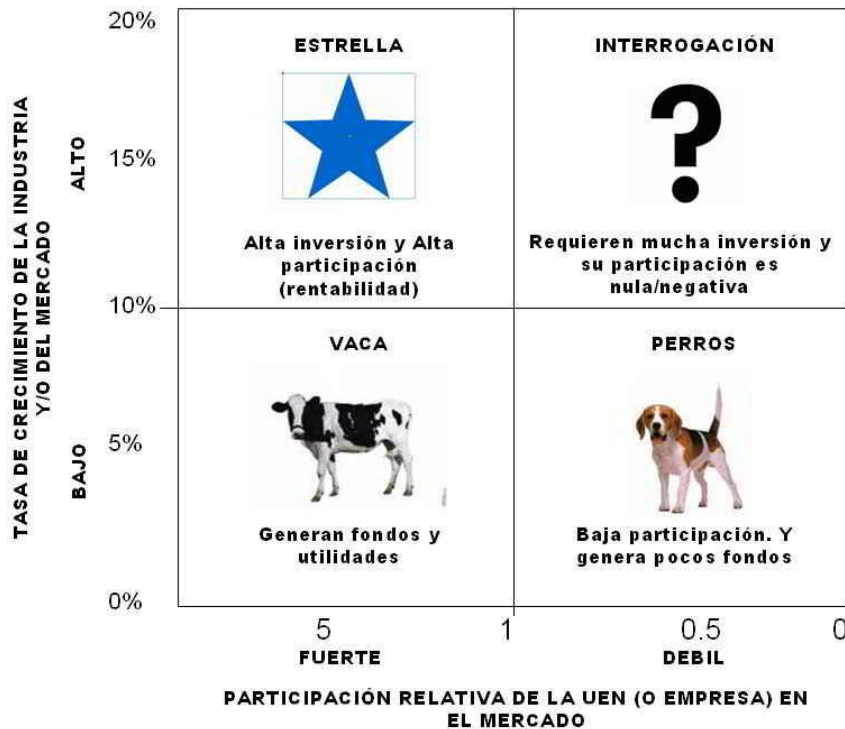 20%
ESTRELLA
INTERROGACIÓN
?
TASA DE CRECIMIENTO DE LA INDUSTRIA
Y/O DEL MERCADO
ALTO
15%
Alta inversión y Alta
participación
(rentabilidad)
Requieren mucha inversión y
su participación es
nula/negativa
10%
VACA
PERROS
BAJO
5%
Generan fondos y
utilidades
Baja participación. Y
genera pocos fondos
0%
5
1
0.5
0
FUERTE
DEBIL
PARTICIPACIÓN RELATIVA DE LA UEN (O EMPRESA) EN
EL MERCADO